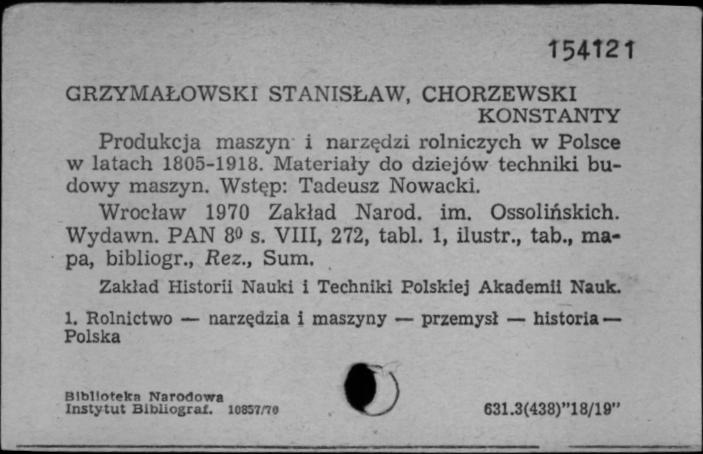 154121
GRZYMAŁOWSKI STANISŁAW, CHORZEWSKI
KONSTANTY
Produkcja maszyn i narzędzi rolniczych w Polsce
w latach 1805-1918. Materiały do dziejów techniki bu-
dowy maszyn. Wstęp: Tadeusz Nowacki.
Wrocław 1970 Zakład Narod. im. Ossolińskich.
Wydawn. PAN 8⁰ s. VIII, 272, tabl. 1, ilustr., tab., ma-
pa, bibliogr., Rez., Sum.
Zakład Historii Nauki i Techniki Polskiej Akademii Nauk.
1. Rolnictwo — narzędzia i maszyny — przemysł — historia —
Polska
Biblioteka Narodowa
Instytut Bibliograf. 10857/70
631.3(438)"18/19"